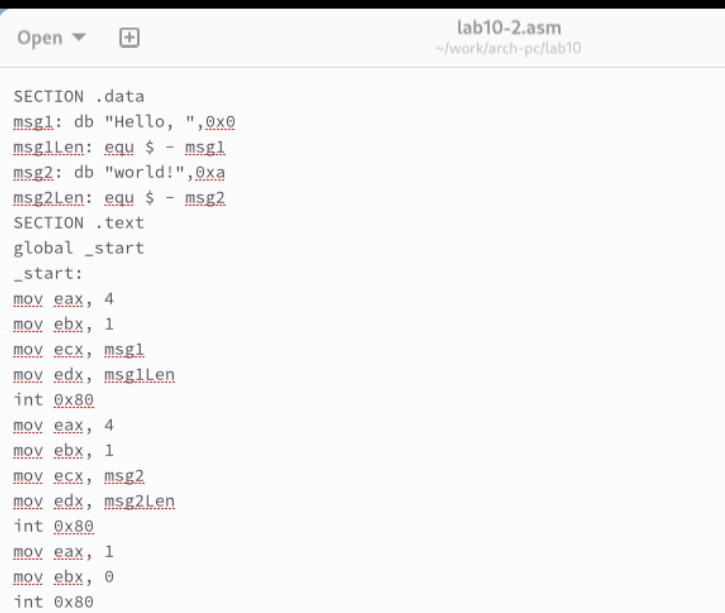 Open
lab10-2.asm
~/work/arch-pc/lab10
SECTION .data
msg1: db "Hello, ",0x0
msg1Len: equ $ - msg1
msg2: db "world!",0xa
msg2Len: equ $ - msg2
SECTION .text
global _start
_start:
mov eax, 4
mov ebx, 1
mov ecx, msg1
mov edx, msg1Len
int 0x80
mov eax, 4
mov ebx, 1
mov ecx, msg2
mov edx, msg2Len
int 0x80
mov eax, 1
mov ebx, 0
int 0x80